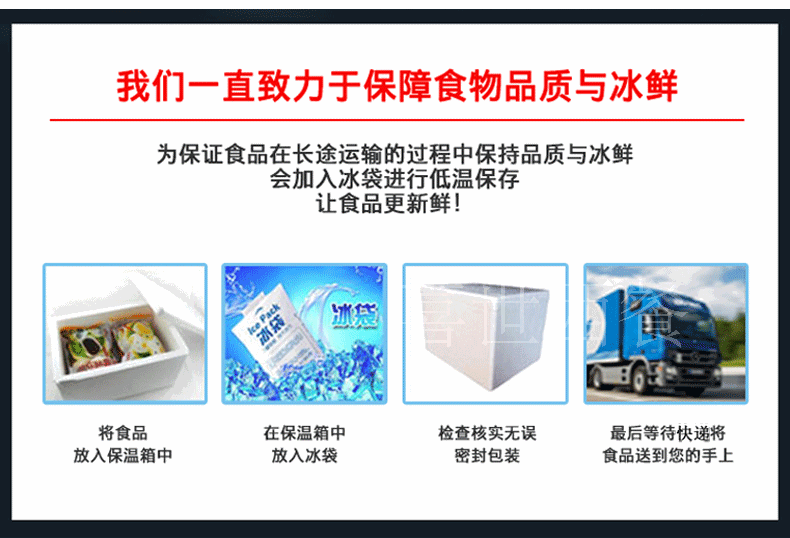 我们一直致力于保障食物品质与冰鲜
为保证食品在长途运输的过程中保持品质与冰鲜
会加入冰袋进行低温保存
让食品更新鲜！
Ice Pack
冰袋
冰袋
将食品
放入保温箱中
在保温箱中
放入冰袋
检查核实无误
密封包装
最后等待快递将
食品送到您的手上